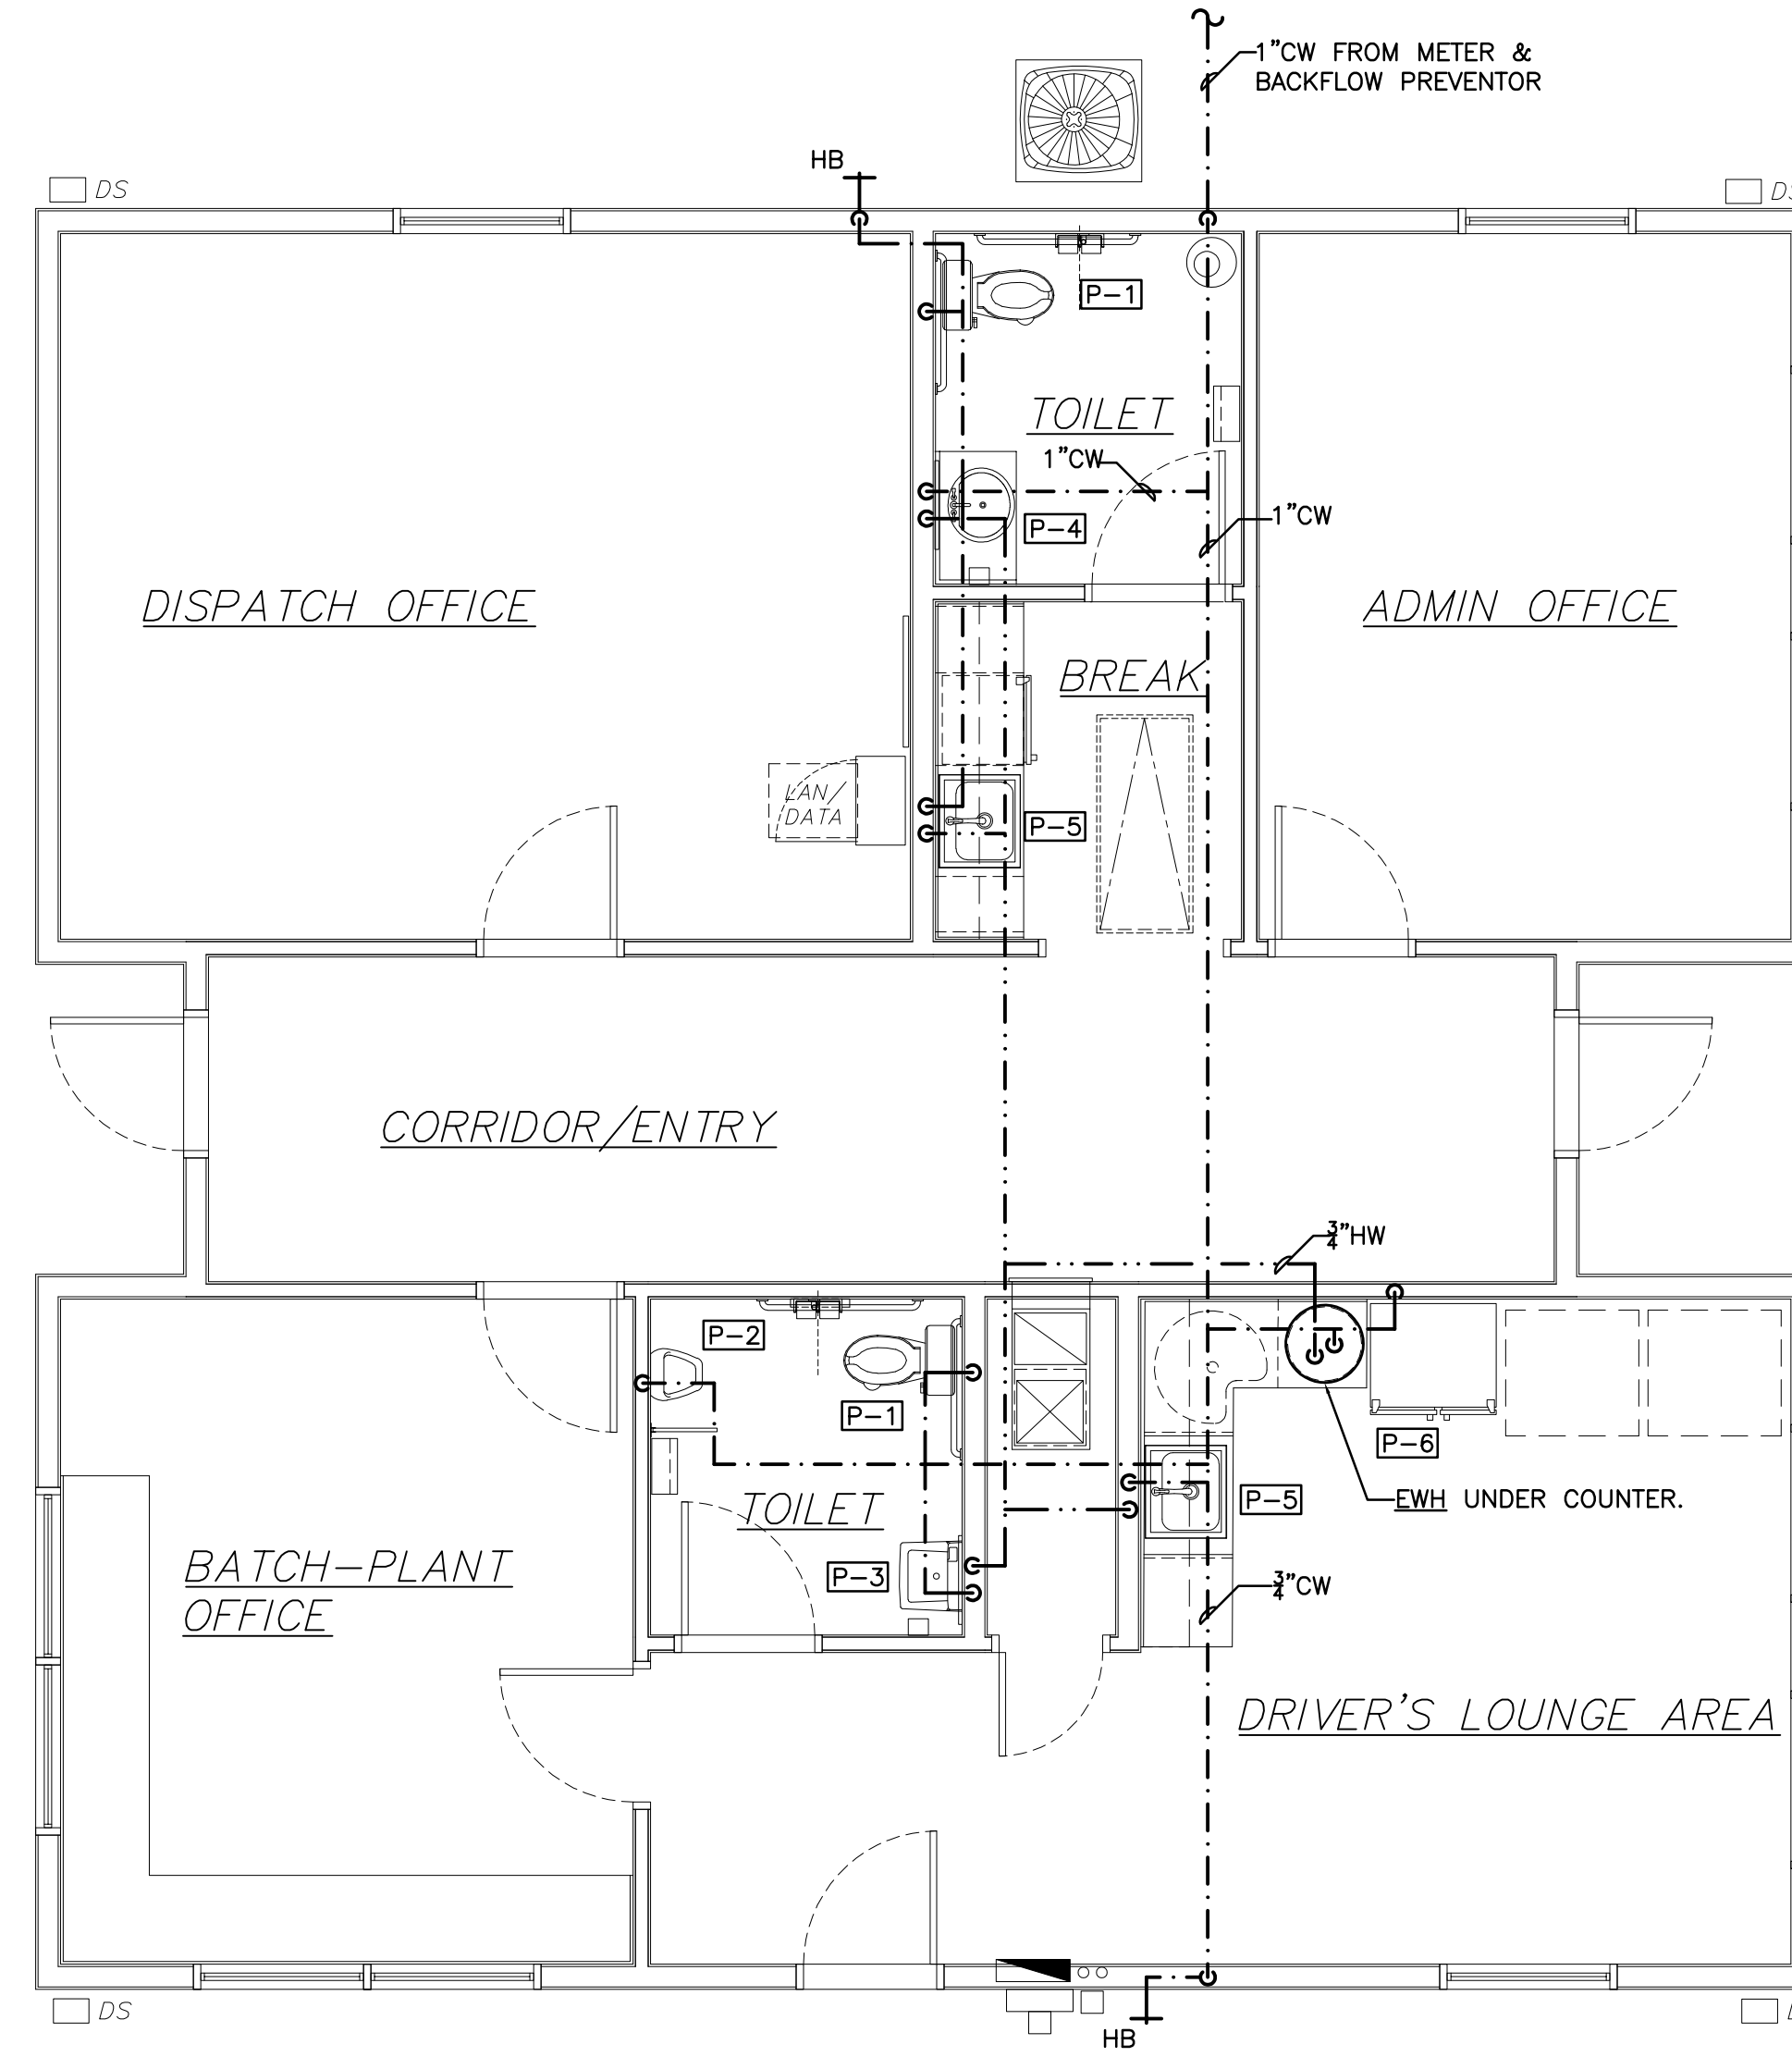 1"CW FROM METER &
BACKFLOW PREVENTOR
HB
DS
DS
P-1
TOILET
1"CW
1"CW
P-4
DISPATCH OFFICE
ADMIN OFFICE
BREAK
LAN/
DATA
P-5
CORRIDOR/ENTRY
3/4"HW
P-2
P-1
P-6
TOILET
P-5
EWH UNDER COUNTER.
BATCH-PLANT
OFFICE
P-3
3/4"CW
DRIVER'S LOUNGE AREA
DS
HB